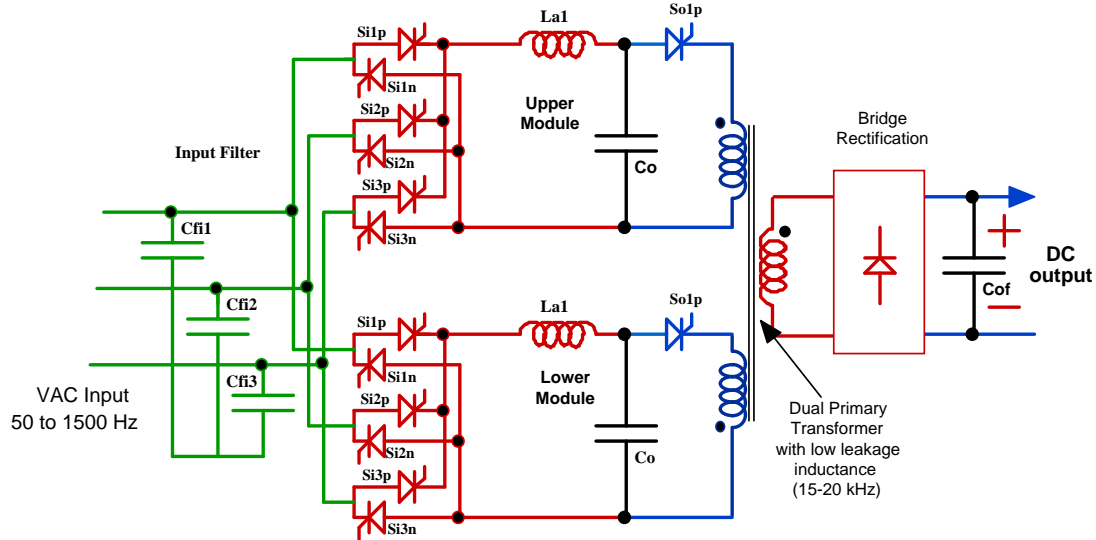 La1
So1p
Si1p
Si1n
Si2p
Si2n
Si3p
Si3n
Upper
Module
Co
Bridge
Rectification
Input Filter
Cfi1
Cfi2
Cfi3
VAC Input
50 to 1500 Hz
+
DC
output
Cof
La1
So1p
Si1p
Si1n
Si2p
Si2n
Si3p
Si3n
Lower
Module
Co
Dual Primary
Transformer
with low leakage
inductance
(15-20 kHz)